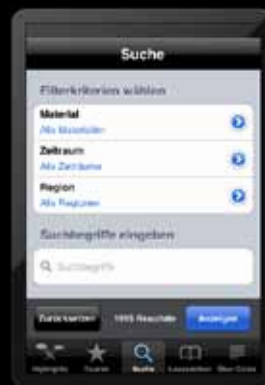 Suche
Filterkriterien wählen
Material
Alle Materialien
Zeitraum
Alle Zeiträume
Region
Alle Regionen
Suchbegriffe eingeben
Suchbegriffe
Zurücksetzen
Resultate
Anzeigen
Highlights
Touren
Suche